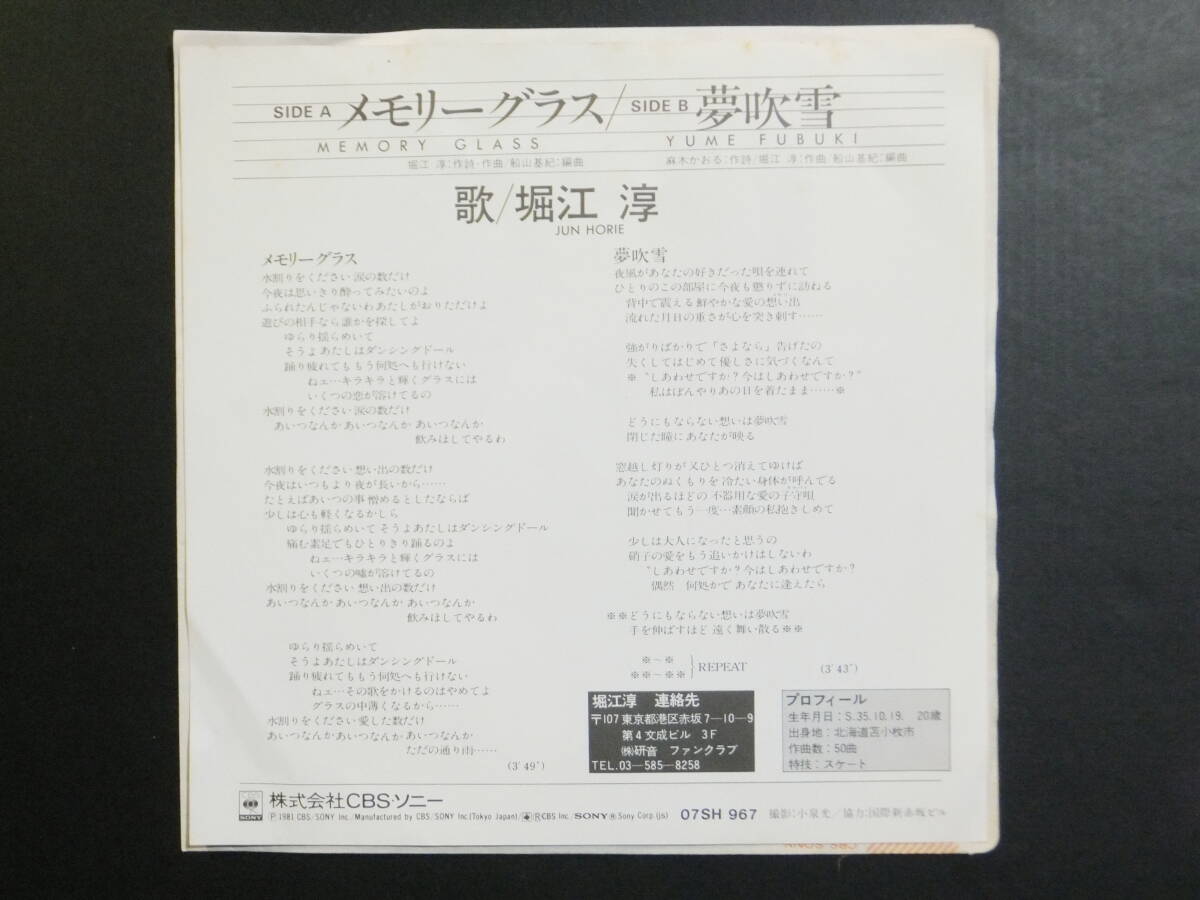 SIDE A メモリーグラス/ SIDE B 夢吹雪
MEMORY GLASS YUME FUBUKI
堀江 淳:作詩・作曲/船山基紀:編曲 麻木かおる:作詩/堀江 淳:作曲/船山基紀:編曲
歌/堀江 淳
JUN HORIE
メモリーグラス
水割りをください 涙の数だけ
今夜は思いきり酔ってみたいのよ
ふられたんじゃないわ あたしがおりただけよ
遊びの相手なら 誰かを探してよ
ゆらり揺らめいて
そうよ あたしはダンシングドール
踊り疲れてももう何処へも行けない
ねェ…キラキラと輝くグラスには
いくつの恋が溶けてるの
水割りをください 涙の数だけ
あいつなんか あいつなんか あいつなんか
飲みほしてやるわ
水割りをください 想い出の数だけ
今夜はいつもより夜が長いから……
たとえばあいつの事 憎めるとしたならば
少しは心も軽くなるかしら
ゆらり揺らめいて そうよあたしはダンシングドール
痛む素足でもひとりきり踊るのよ
ねェ…キラキラと輝くグラスには
いくつの嘘が溶けてるの
水割りをください 想い出の数だけ
あいつなんか あいつなんか あいつなんか
飲みほしてやるわ
ゆらり揺らめいて
そうよあたしはダンシングドール
踊り疲れてももう何処へも行けない
ねェ…その歌をかけるのはやめてよ
グラスの中薄くなるから……
水割りをください 愛した数だけ
あいつなんか あいつなんか あいつなんか
ただの通り雨……
(3′49″)
夢吹雪
夜風があなたの好きだった唄を連れて
ひとりのこの部屋に今夜も懲りずに訪ねる
背中で震える 鮮やかな愛の想い出
流れた月日の重さが心を突き刺す……
強がりばかりで「さよなら」告げたの
失くしてはじめて優しさに気づくなんて
※〝しあわせですか? 今はしあわせですか?〟
私はぼんやりあの日を着たまま……※
どうにもならない想いは夢吹雪
閉じた瞳に あなたが映る
窓越し灯りが 又ひとつ消えてゆけば
あなたのぬくもりを 冷たい身体が呼んでる
涙が出るほどの 不器用な愛の子守唄
聞かせてもう一度…素顔の私抱きしめて
少しは大人になったと思うの
硝子の愛をもう追いかけはしないわ
〝しあわせですか? 今はしあわせですか?
偶然 何処かで あなたに逢えたら
※※どうにもならない想いは夢吹雪
手を伸ばすほど 遠く舞い散る※※
※〜※
※※〜※※ }REPEAT (3′43″)
堀江淳 連絡先
〒107 東京都港区赤坂7―10―9
第4文成ビル 3F
㈱研音 ファンクラブ
TEL.03―585―8258
プロフィール
生年月日:S.35.10.19. 20歳
出身地:北海道苫小牧市
作曲数:50曲
特技:スケート
SONY 株式会社CBS・ソニー
Ⓟ1981 CBS/SONY Inc./Manufactured by CBS/SONY Inc.(Tokyo Japan)/ ®CBS Inc./SONY®Sony Corp.(js) 07SH 967 撮影:小泉光/協力:国際新赤坂ビル
CBS SONY